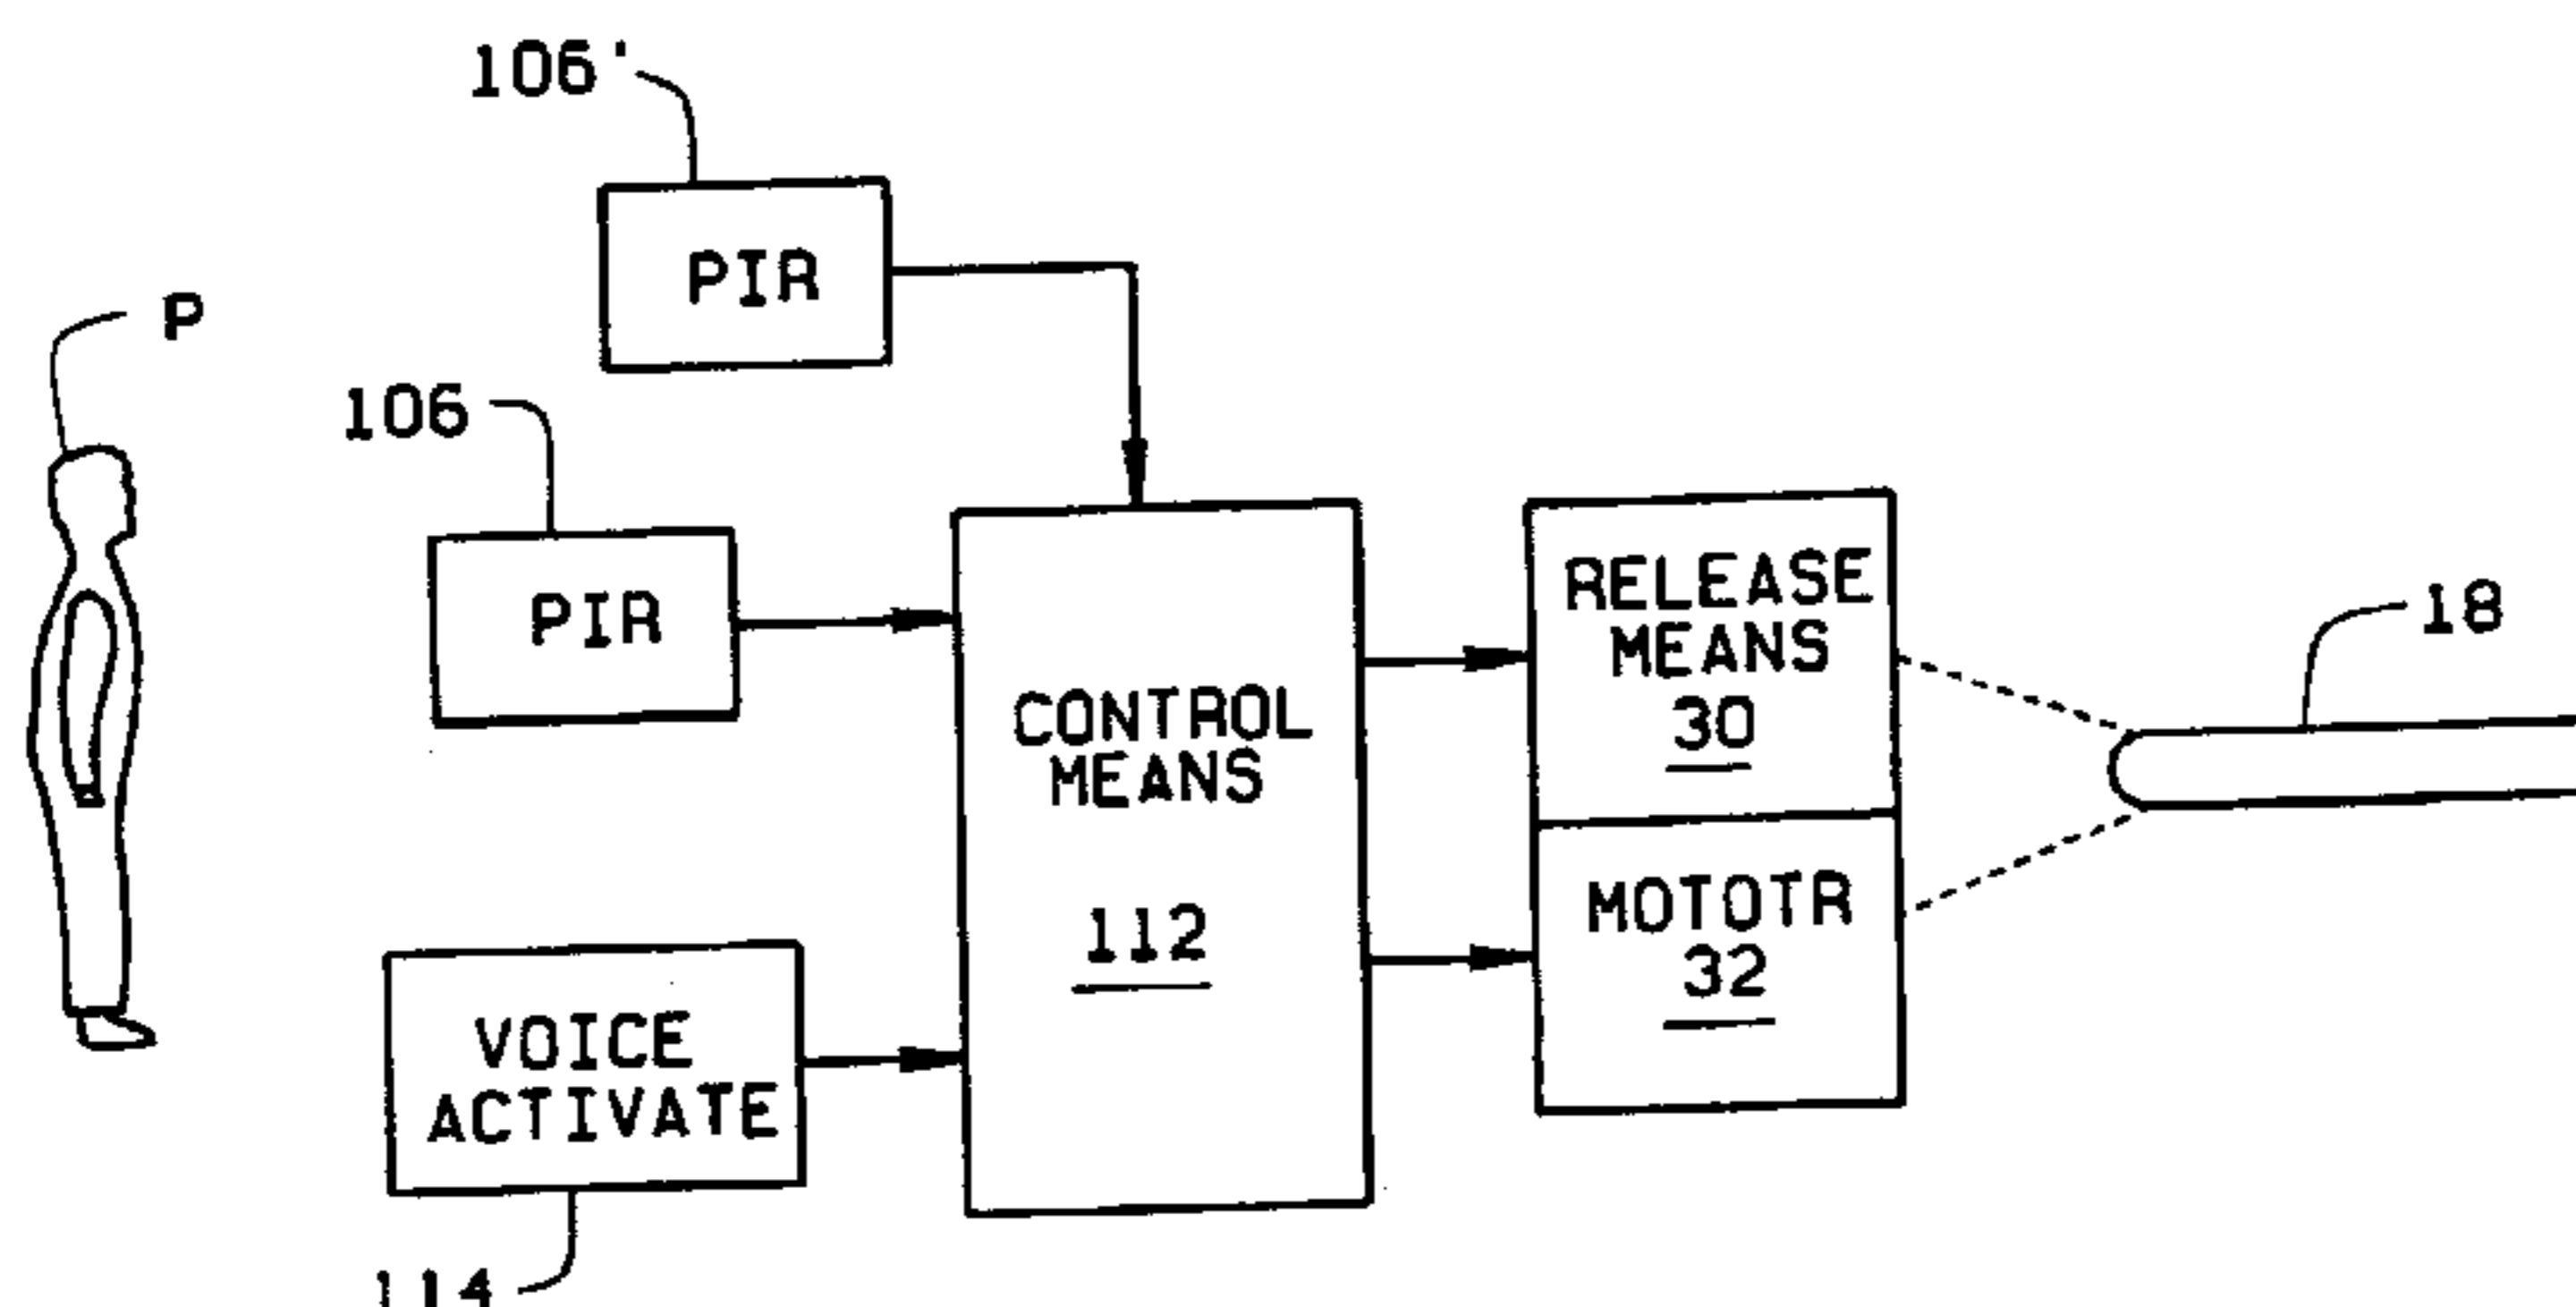 106'
PIR
P
106
PIR
CONTROL
MEANS
112
RELEASE
MEANS
30
MOTOTR
32
18
VOICE
ACTIVATE
114